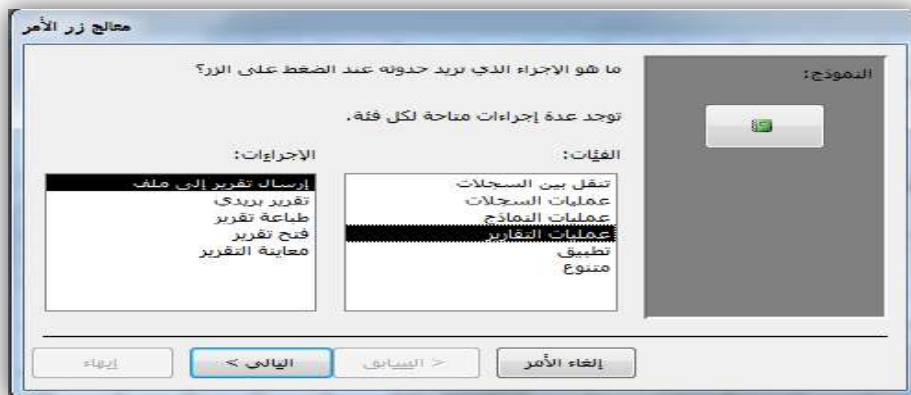 معالج زر الأمر
النموذج:
ما هو الإجراء الذي تريد حدوثه عند الضغط على الزر؟
توجد عدة إجراءات متاحة لكل فئة.
الفئات:
تنقل بين السجلات
عمليات السجلات
عمليات النماذج
عمليات التقارير
تطبيق
متنوع
الإجراءات:
إرسال تقرير إلى ملف
تقرير بريدي
طباعة تقرير
فتح تقرير
معاينة التقرير
إلغاء الأمر
< السابق
التالي >
إنهاء